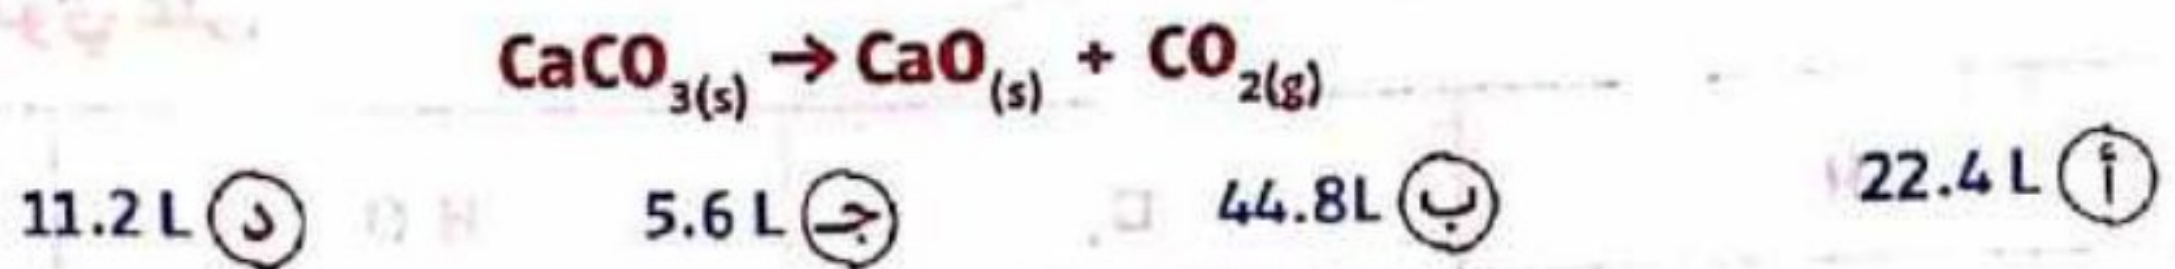 CaCO₃(s) → CaO(s) + CO₂(g)
أ 22.4 L ب 44.8L جـ 5.6 L د 11.2 L